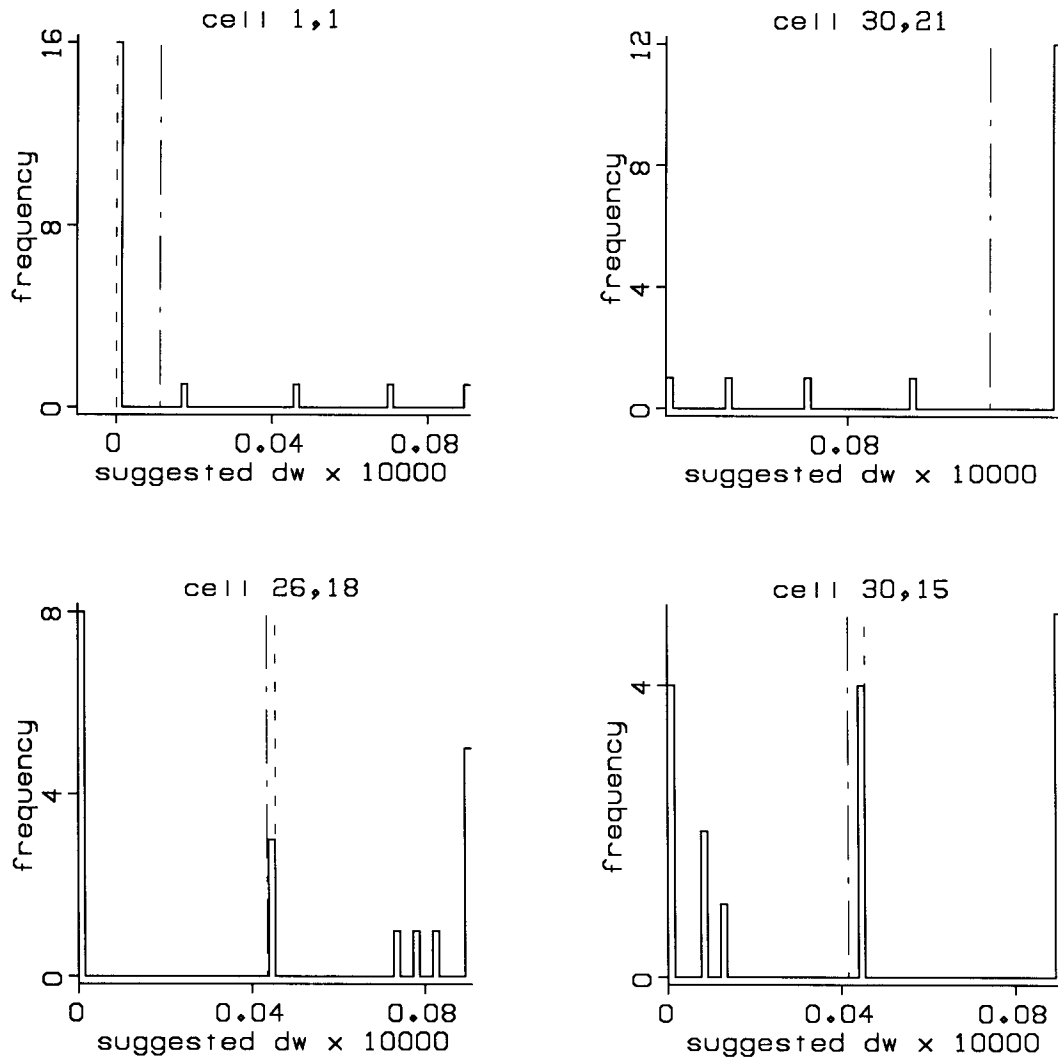 cell 1,1
16
8
0
frequency
0 0.04 0.08
suggested dw x 10000
cell 30,21
12
8
4
0
frequency
0.08
suggested dw x 10000
cell 26,18
8
4
0
frequency
0 0.04 0.08
suggested dw x 10000
cell 30,15
4
0
frequency
0 0.04 0.08
suggested dw x 10000